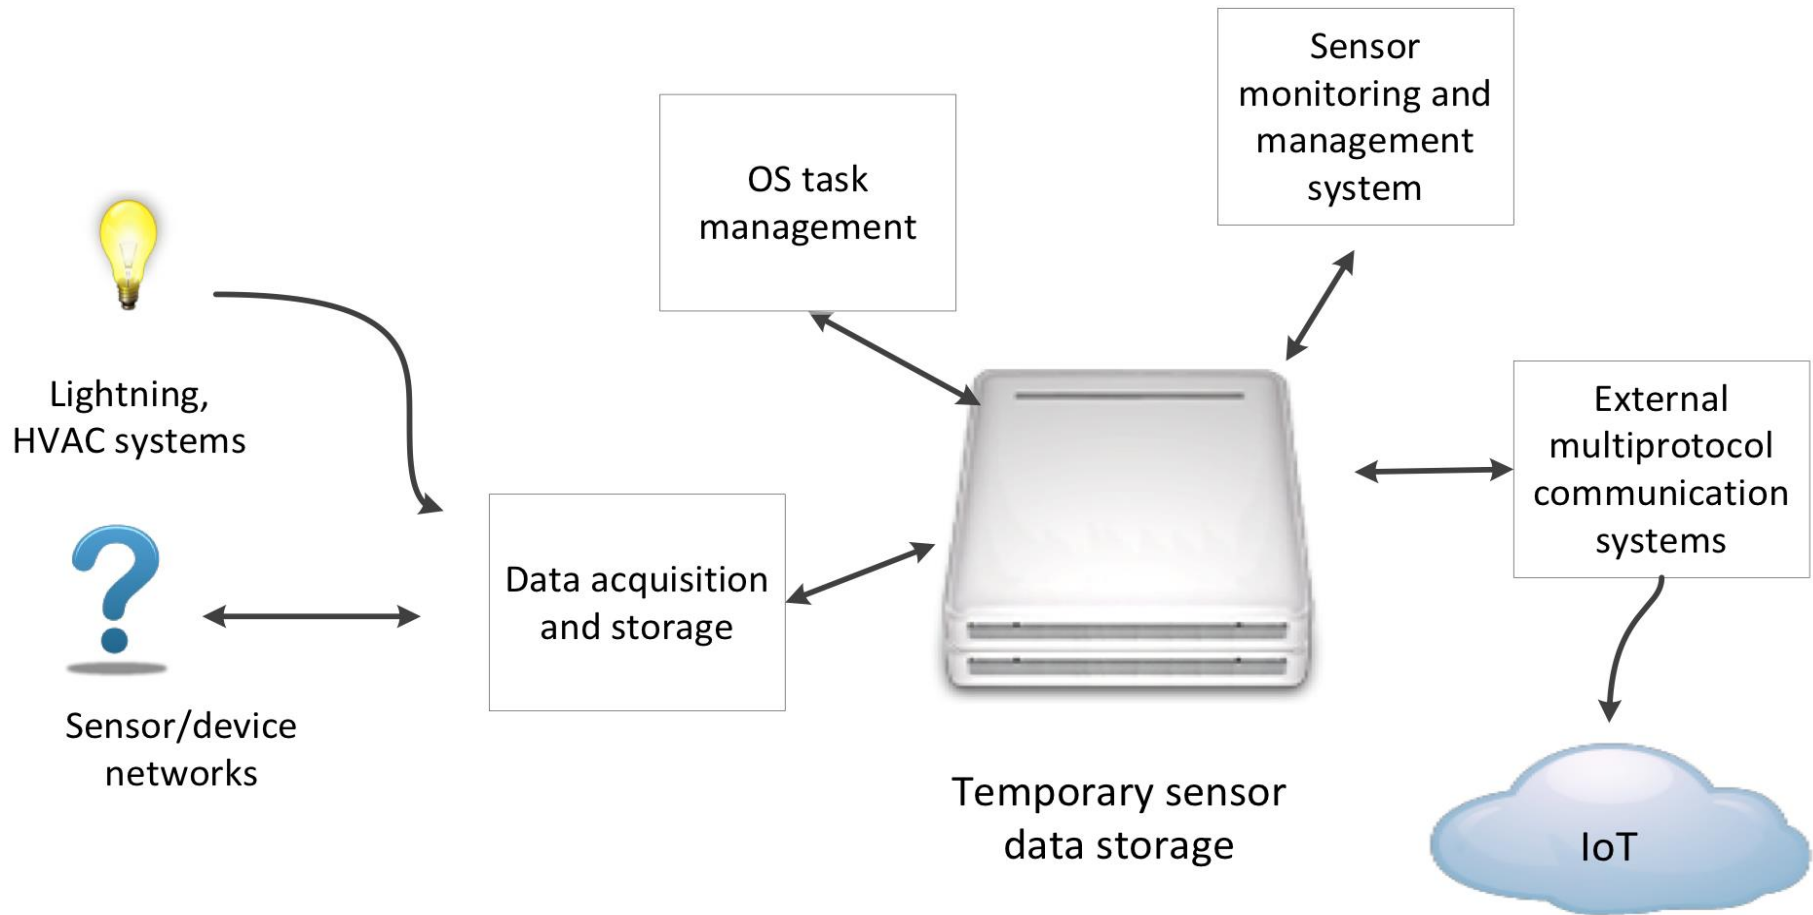 Sensor
monitoring and
management
system
OS task
management
Lightning,
HVAC systems
External
multiprotocol
communication
systems
Data acquisition
and storage
Sensor/device
networks
Temporary sensor
data storage
IoT